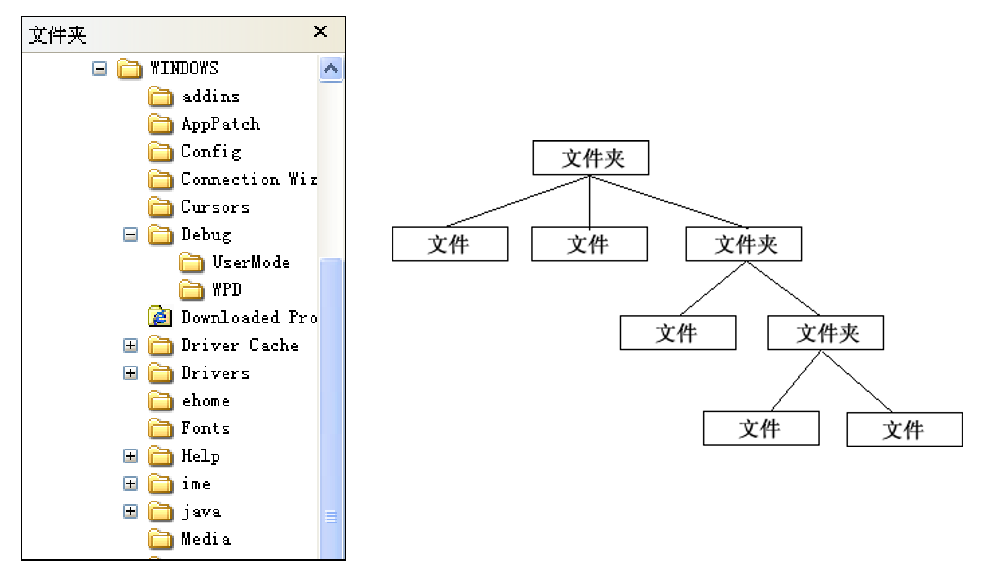 文件夹
WINDOWS
addins
AppPatch
Config
Connection Wiz
Cursors
Debug
UserMode
WPD
Downloaded Pro
Driver Cache
Drivers
ehome
Fonts
Help
ime
java
Media
文件夹
文件 文件 文件夹
文件 文件夹
文件 文件